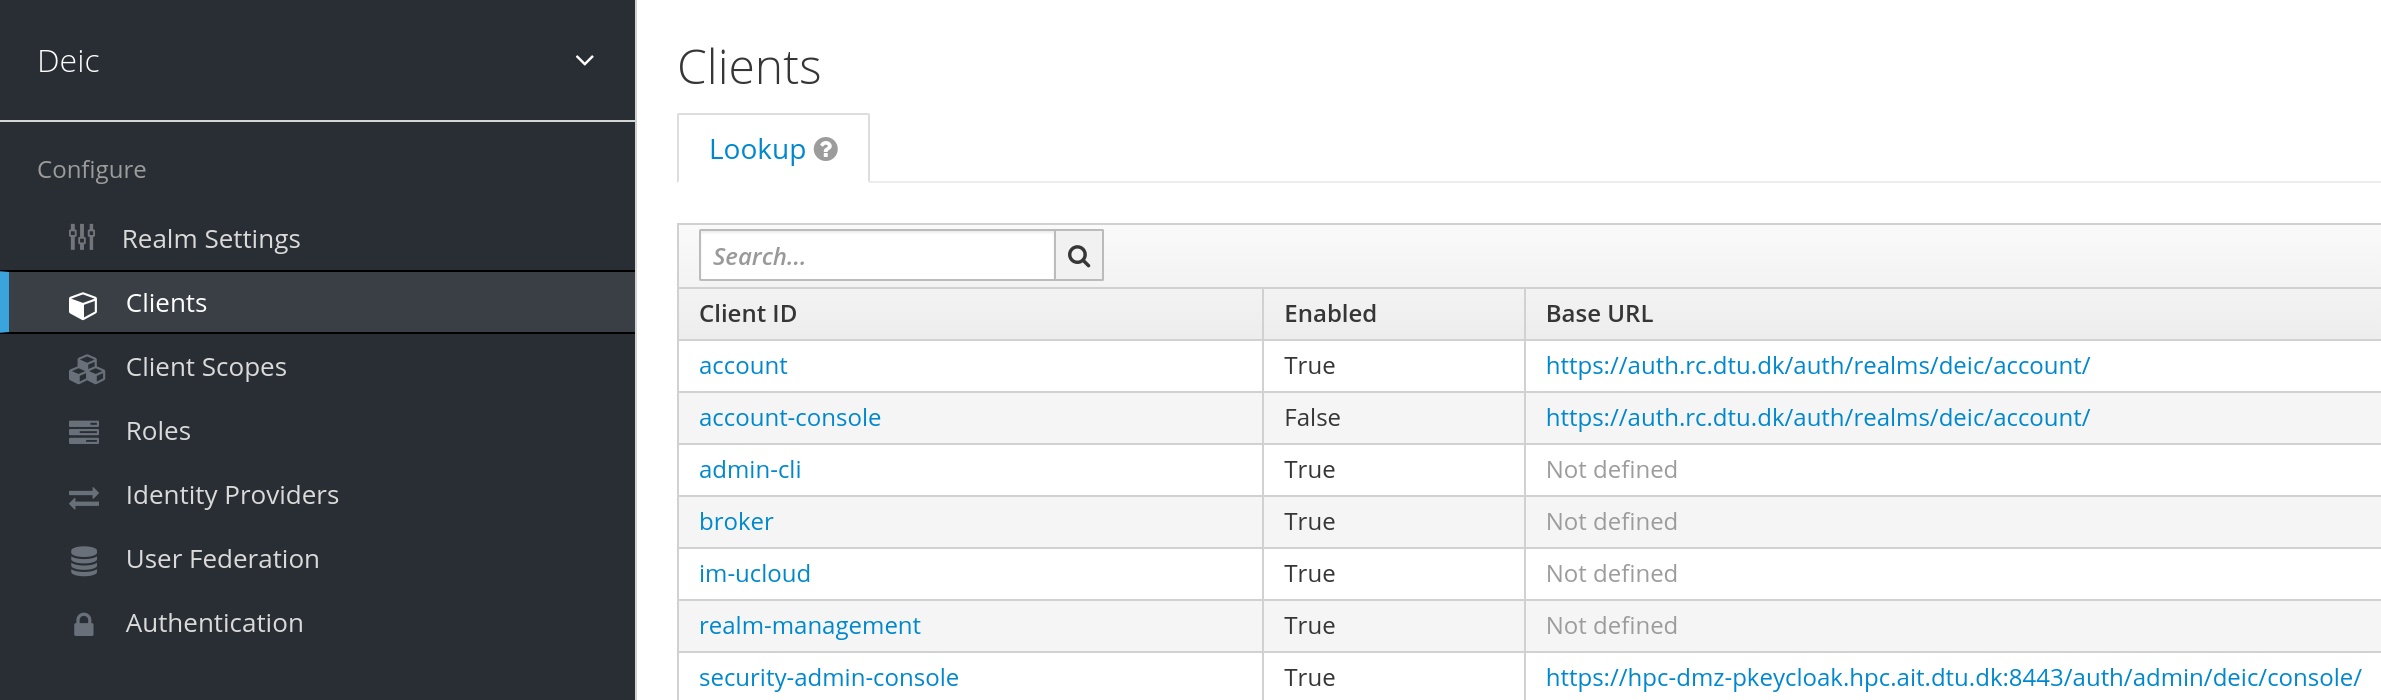 Deic
Configure
Realm Settings
Clients
Client Scopes
Roles
Identity Providers
User Federation
Authentication
Clients
Lookup
Search...
Client ID Enabled Base URL
account True https://auth.rc.dtu.dk/auth/realms/deic/account/
account-console False https://auth.rc.dtu.dk/auth/realms/deic/account/
admin-cli True Not defined
broker True Not defined
im-ucloud True Not defined
realm-management True Not defined
security-admin-console True https://hpc-dmz-pkeycloak.hpc.ait.dtu.dk:8443/auth/admin/deic/console/